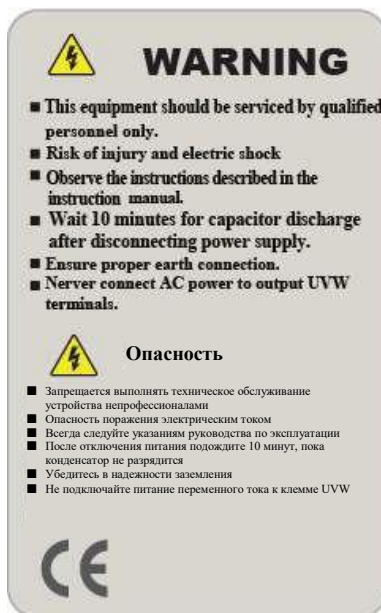 WARNING
■ This equipment should be serviced by qualified
personnel only.
■ Risk of injury and electric shock
■ Observe the instructions described in the
instruction manual.
■ Wait 10 minutes for capacitor discharge
after disconnecting power supply.
■ Ensure proper earth connection.
■ Nerver connect AC power to output UVW
terminals.
Опасность
■ Запрещается выполнять техническое обслуживание
устройства непрофессионалами
■ Опасность поражения электрическим током
■ Всегда следуйте указаниям руководства по эксплуатации
■ После отключения питания подождите 10 минут, пока
конденсатор не разрядится
■ Убедитесь в надежности заземления
■ Не подключайте питание переменного тока к клемме UVW
CE